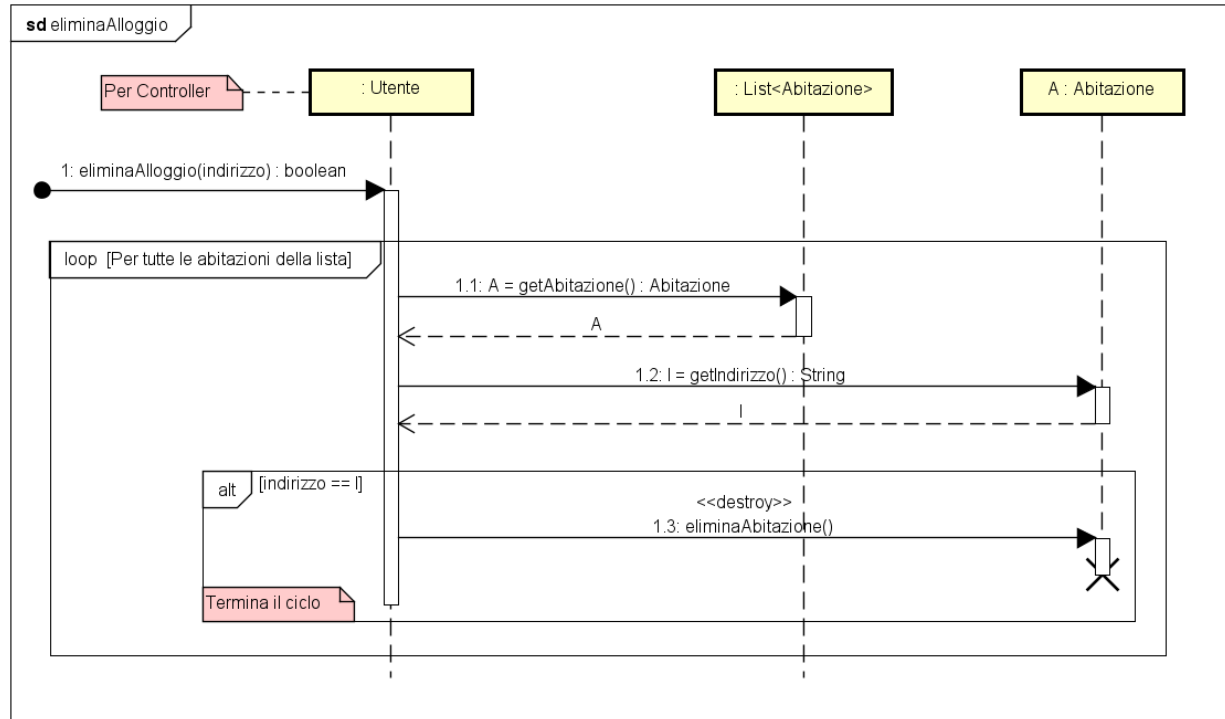 sd eliminaAlloggio
Per Controller
: Utente
: List<Abitazione>
A : Abitazione
1: eliminaAlloggio(indirizzo) : boolean
loop [Per tutte le abitazioni della lista]
1.1: A = getAbitazione() : Abitazione
A
1.2: I = getIndirizzo() : String
I
alt [indirizzo == I]
<<destroy>>
1.3: eliminaAbitazione()
Termina il ciclo